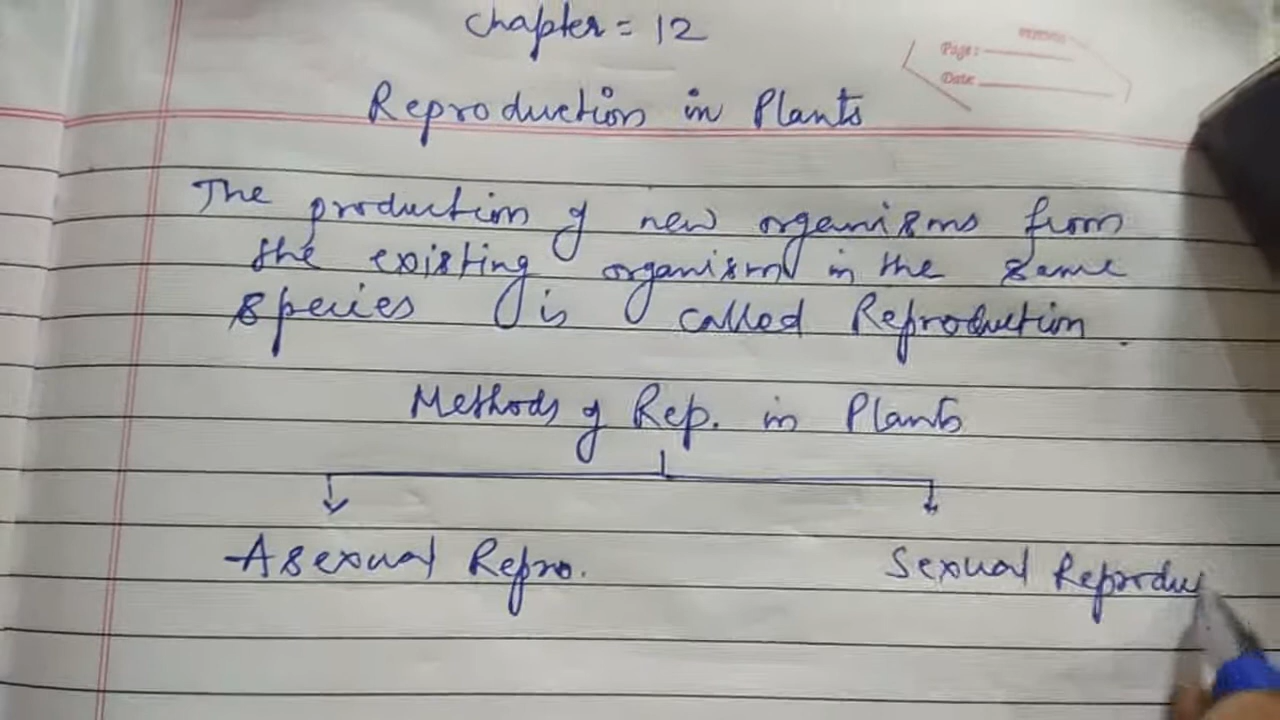 Chapter = 12
Page:
Date
Reproduction in Plants
The production of new organisms from
the existing organism in the same
species is called Reproduction.
Methods of Rep. in Plants
Asexual Repro.
Sexual Reproduc